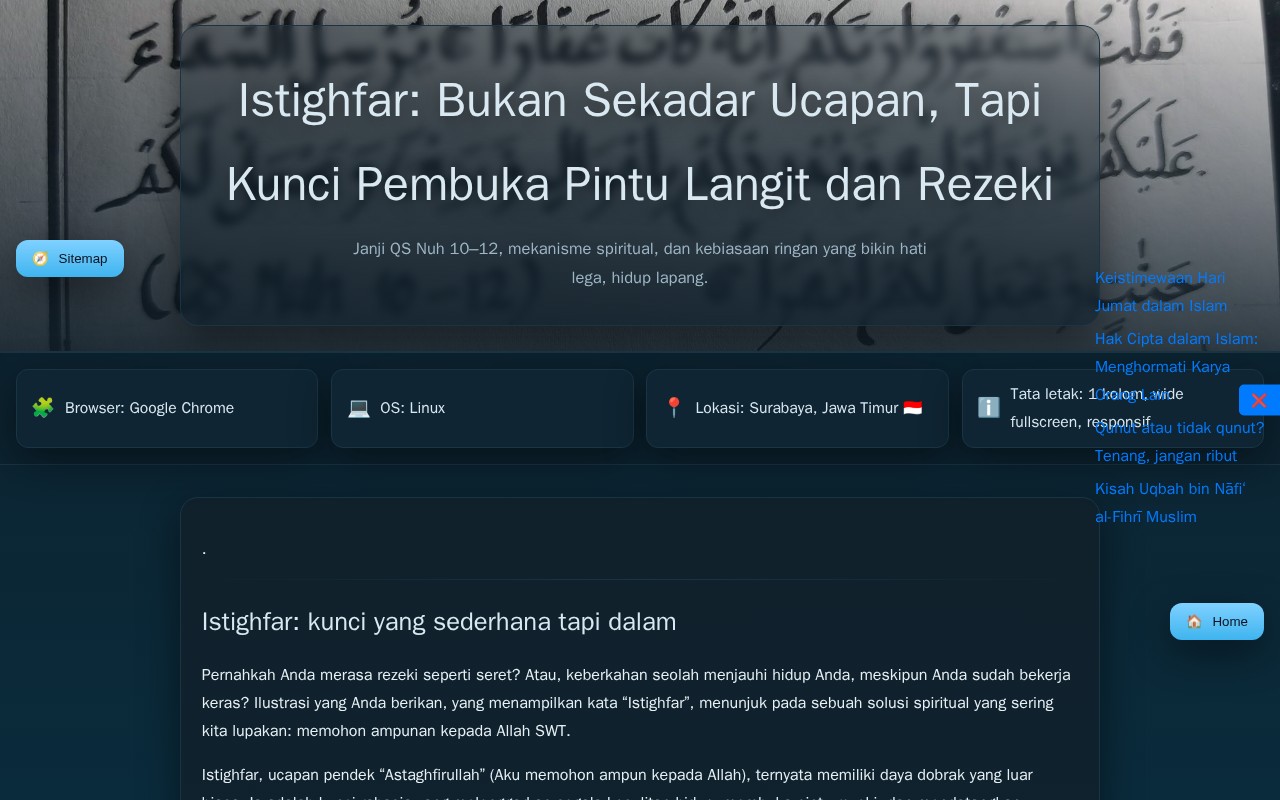 فَقُلْتُ اسْتَغْفِرُوا رَبَّكُمْ إِنَّهُ كَانَ غَفَّارًا يُرْسِلِ السَّمَاءَ
عَلَيْكُمْ
Istighfar: Bukan Sekadar Ucapan, Tapi
Kunci Pembuka Pintu Langit dan Rezeki
Janji QS Nuh 10–12, mekanisme spiritual, dan kebiasaan ringan yang bikin hati
lega, hidup lapang.
🧭 Sitemap
Keistimewaan Hari
Jumat dalam Islam
Hak Cipta dalam Islam:
Menghormati Karya
Orang Lain
Qunut atau tidak qunut?
Tenang, jangan ribut
Kisah Uqbah bin Nāfi‘
al-Fihrī Muslim
🧩 Browser: Google Chrome
💻 OS: Linux
📍 Lokasi: Surabaya, Jawa Timur 🇮🇩
ℹ️ Tata letak: 1 kolom, wide
fullscreen, responsif
❌
🏠 Home
.
Istighfar: kunci yang sederhana tapi dalam
Pernahkah Anda merasa rezeki seperti seret? Atau, keberkahan seolah menjauhi hidup Anda, meskipun Anda sudah bekerja
keras? Ilustrasi yang Anda berikan, yang menampilkan kata “Istighfar”, menunjuk pada sebuah solusi spiritual yang sering
kita lupakan: memohon ampunan kepada Allah SWT.
Istighfar, ucapan pendek “Astaghfirullah” (Aku memohon ampun kepada Allah), ternyata memiliki daya dobrak yang luar